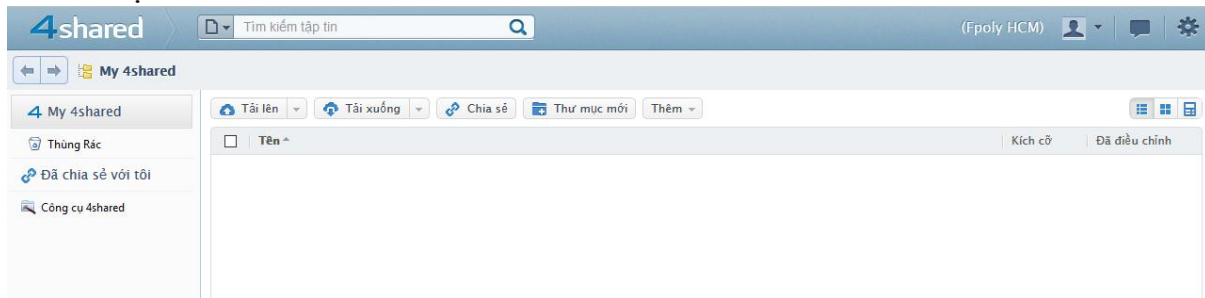 4shared Tìm kiếm tập tin (Fpoly HCM)
My 4shared
4 My 4shared
Tải lên Tải xuống Chia sẻ Thư mục mới Thêm
Thùng Rác
Tên Kích cỡ Đã điều chỉnh
Đã chia sẻ với tôi
Công cụ 4shared